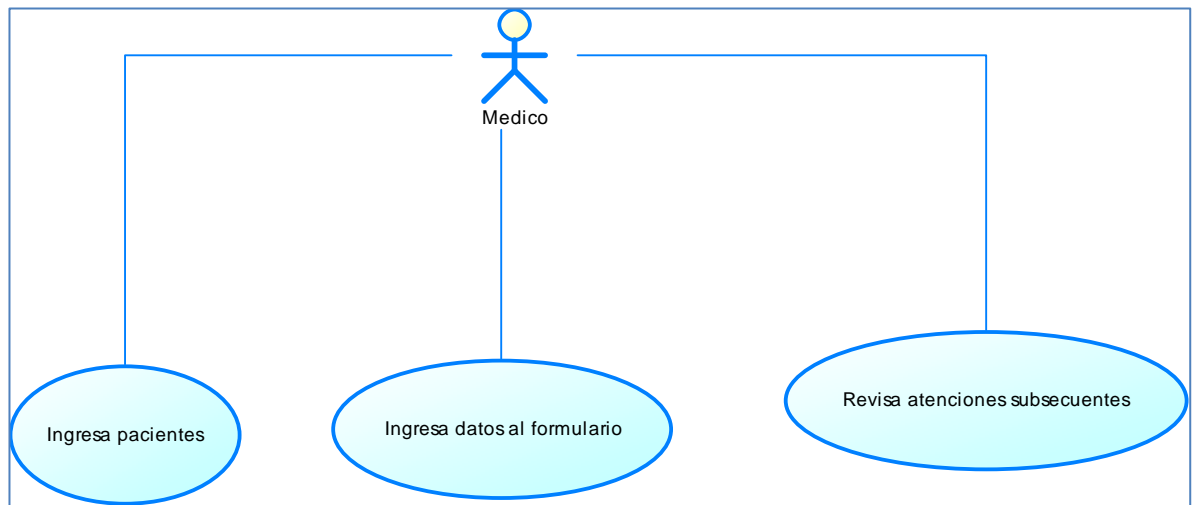 Medico
Ingresa pacientes
Ingresa datos al formulario
Revisa atenciones subsecuentes